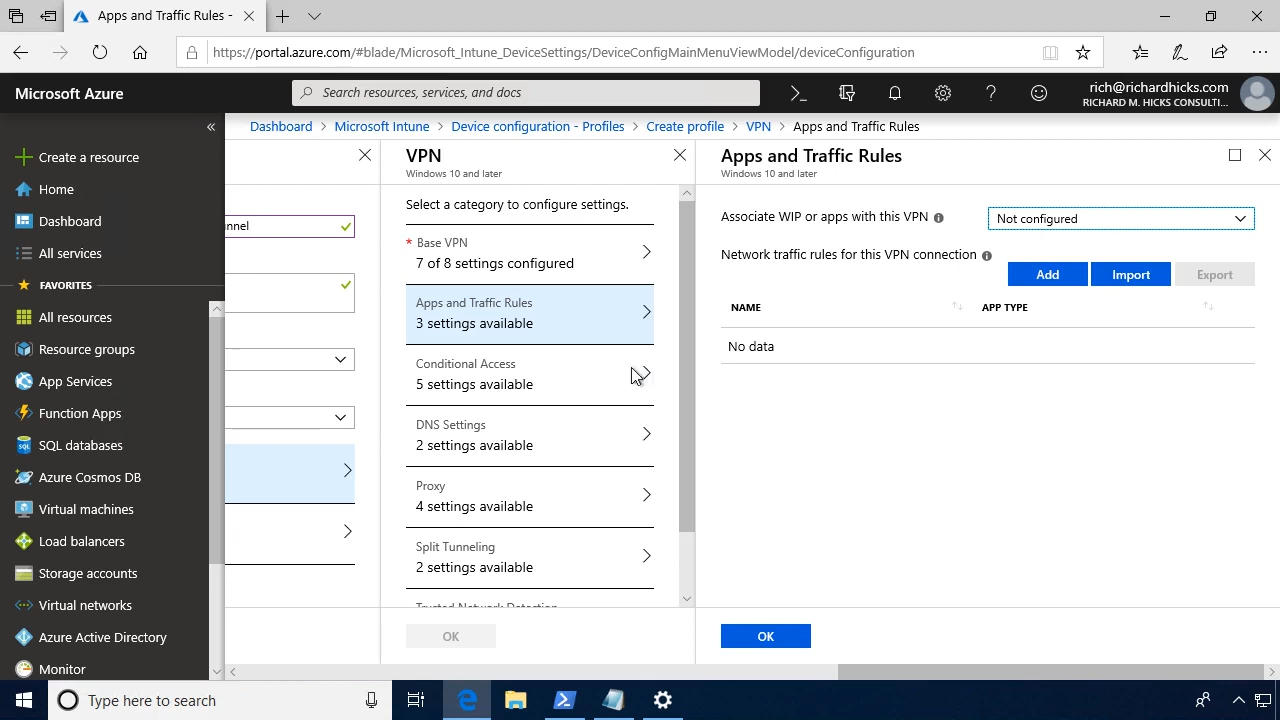 Apps and Traffic Rules -
https://portal.azure.com/#blade/Microsoft_Intune_DeviceSettings/DeviceConfigMainMenuViewModel/deviceConfiguration
Microsoft Azure
Search resources, services, and docs
rich@richardhicks.com
RICHARD M. HICKS CONSULTI...
Dashboard > Microsoft Intune > Device configuration - Profiles > Create profile > VPN > Apps and Traffic Rules
Create a resource
Home
Dashboard
All services
FAVORITES
All resources
Resource groups
App Services
Function Apps
SQL databases
Azure Cosmos DB
Virtual machines
Load balancers
Storage accounts
Virtual networks
Azure Active Directory
Monitor
nnel
VPN
Windows 10 and later
Select a category to configure settings.
* Base VPN
7 of 8 settings configured
Apps and Traffic Rules
3 settings available
Conditional Access
5 settings available
DNS Settings
2 settings available
Proxy
4 settings available
Split Tunneling
2 settings available
Trusted Network Detection
OK
Apps and Traffic Rules
Windows 10 and later
Associate WIP or apps with this VPN
Not configured
Network traffic rules for this VPN connection
Add
Import
Export
NAME
APP TYPE
No data
OK
Type here to search